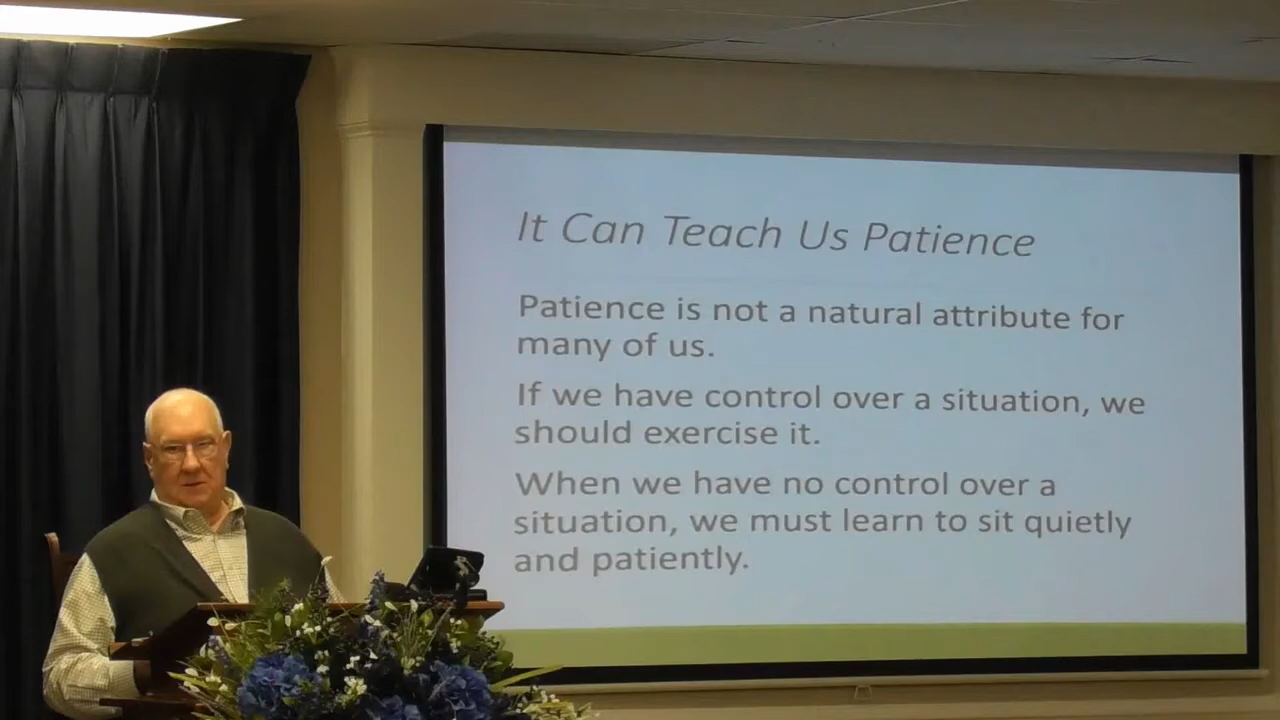 It Can Teach Us Patience
Patience is not a natural attribute for
many of us.
If we have control over a situation, we
should exercise it.
When we have no control over a
situation, we must learn to sit quietly
and patiently.